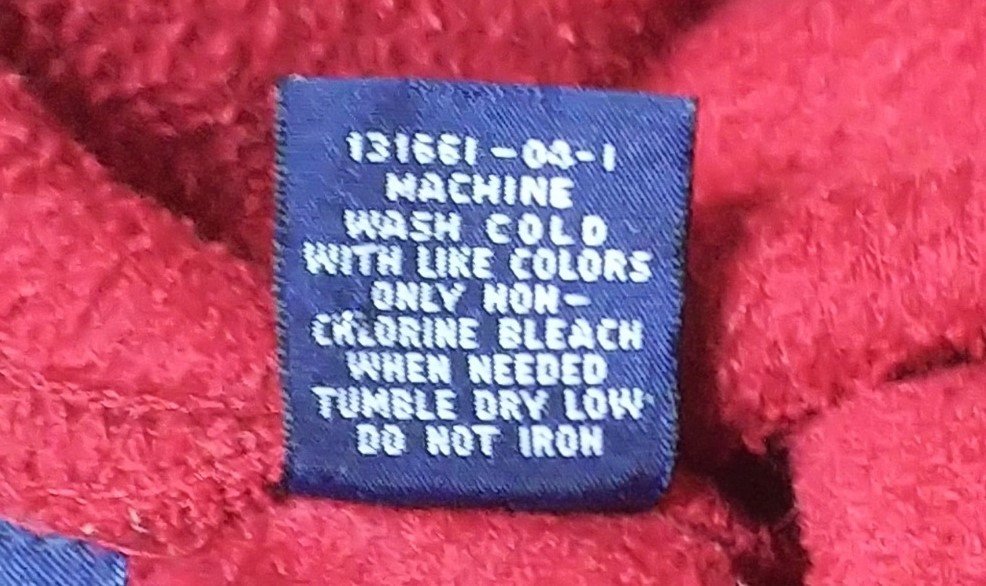 131661-04-1
MACHINE
WASH COLD
WITH LIKE COLORS
ONLY NON-
CHLORINE BLEACH
WHEN NEEDED
TUMBLE DRY LOW
DO NOT IRON